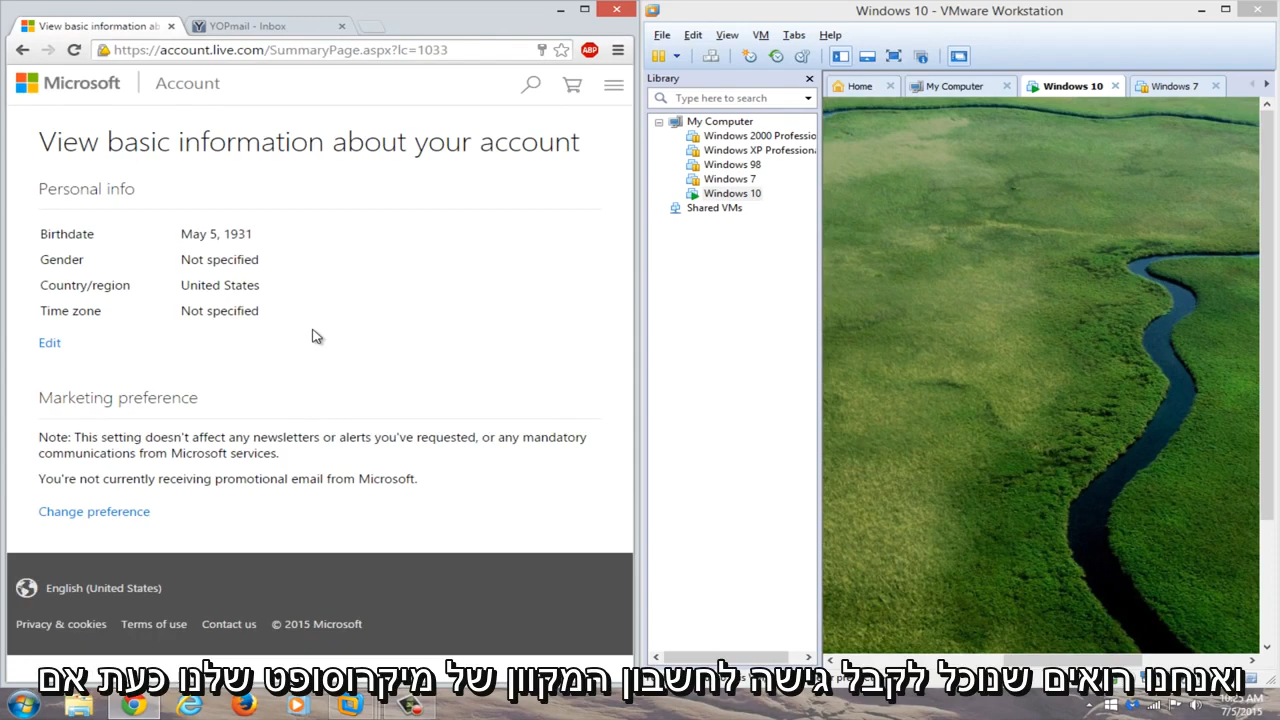 View basic information ab
YOPmail - Inbox
https://account.live.com/SummaryPage.aspx?lc=1033
ABP
Microsoft
Account
View basic information about your account
Personal info
Birthdate May 5, 1931
Gender Not specified
Country/region United States
Time zone Not specified
Edit
Marketing preference
Note: This setting doesn't affect any newsletters or alerts you've requested, or any mandatory
communications from Microsoft services.
You're not currently receiving promotional email from Microsoft.
Change preference
English (United States)
Privacy & cookies Terms of use Contact us © 2015 Microsoft
Windows 10 - VMware Workstation
File Edit View VM Tabs Help
Library
Type here to search
Home
My Computer
Windows 10
Windows 7
My Computer
Windows 2000 Professio
Windows XP Profession
Windows 98
Windows 7
Windows 10
Shared VMs
ואנחנו רואים שנוכל לקבל גישה לחשבון המקוון של מיקרוסופט שלנו כעת אם
7/5/2015